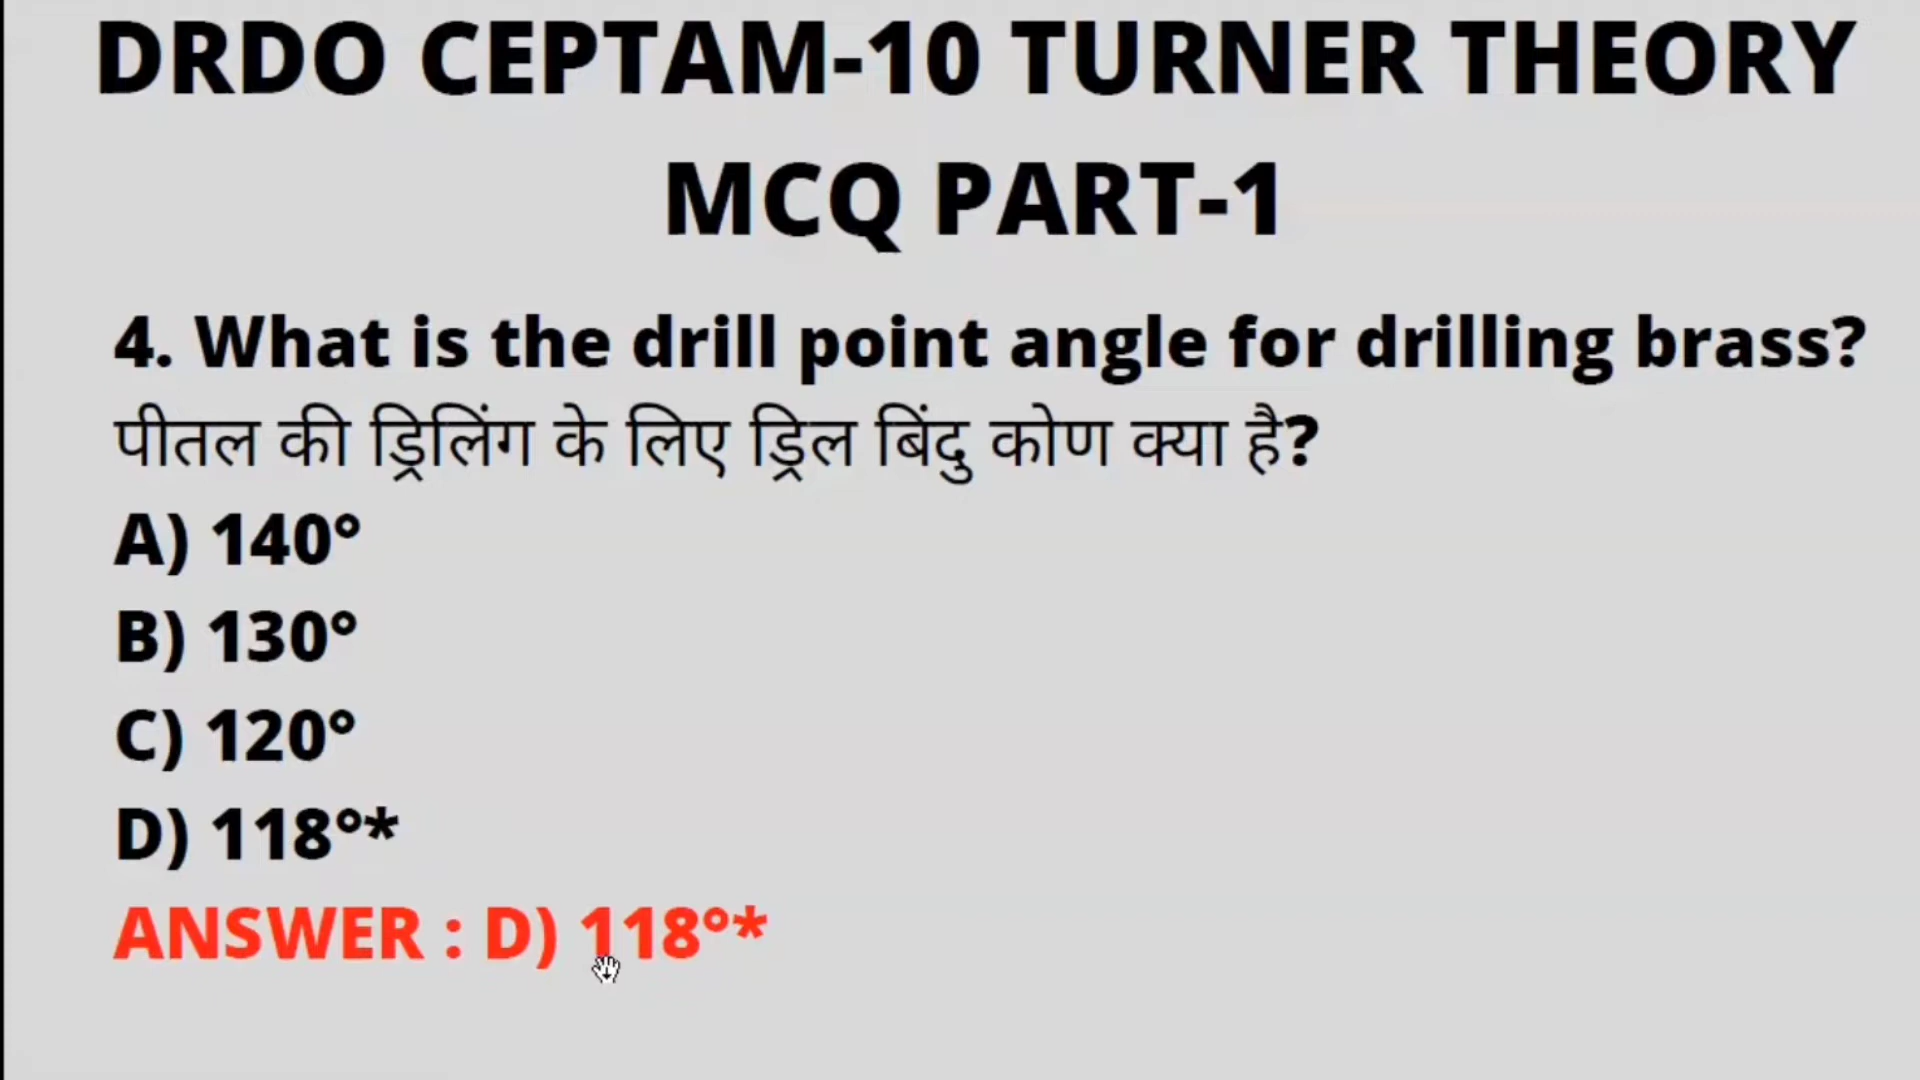 DRDO CEPTAM-10 TURNER THEORY
MCQ PART-1
4. What is the drill point angle for drilling brass?
पीतल की ड्रिलिंग के लिए ड्रिल बिंदु कोण क्या है?
A) 140°
B) 130°
C) 120°
D) 118°*
ANSWER : D) 118°*